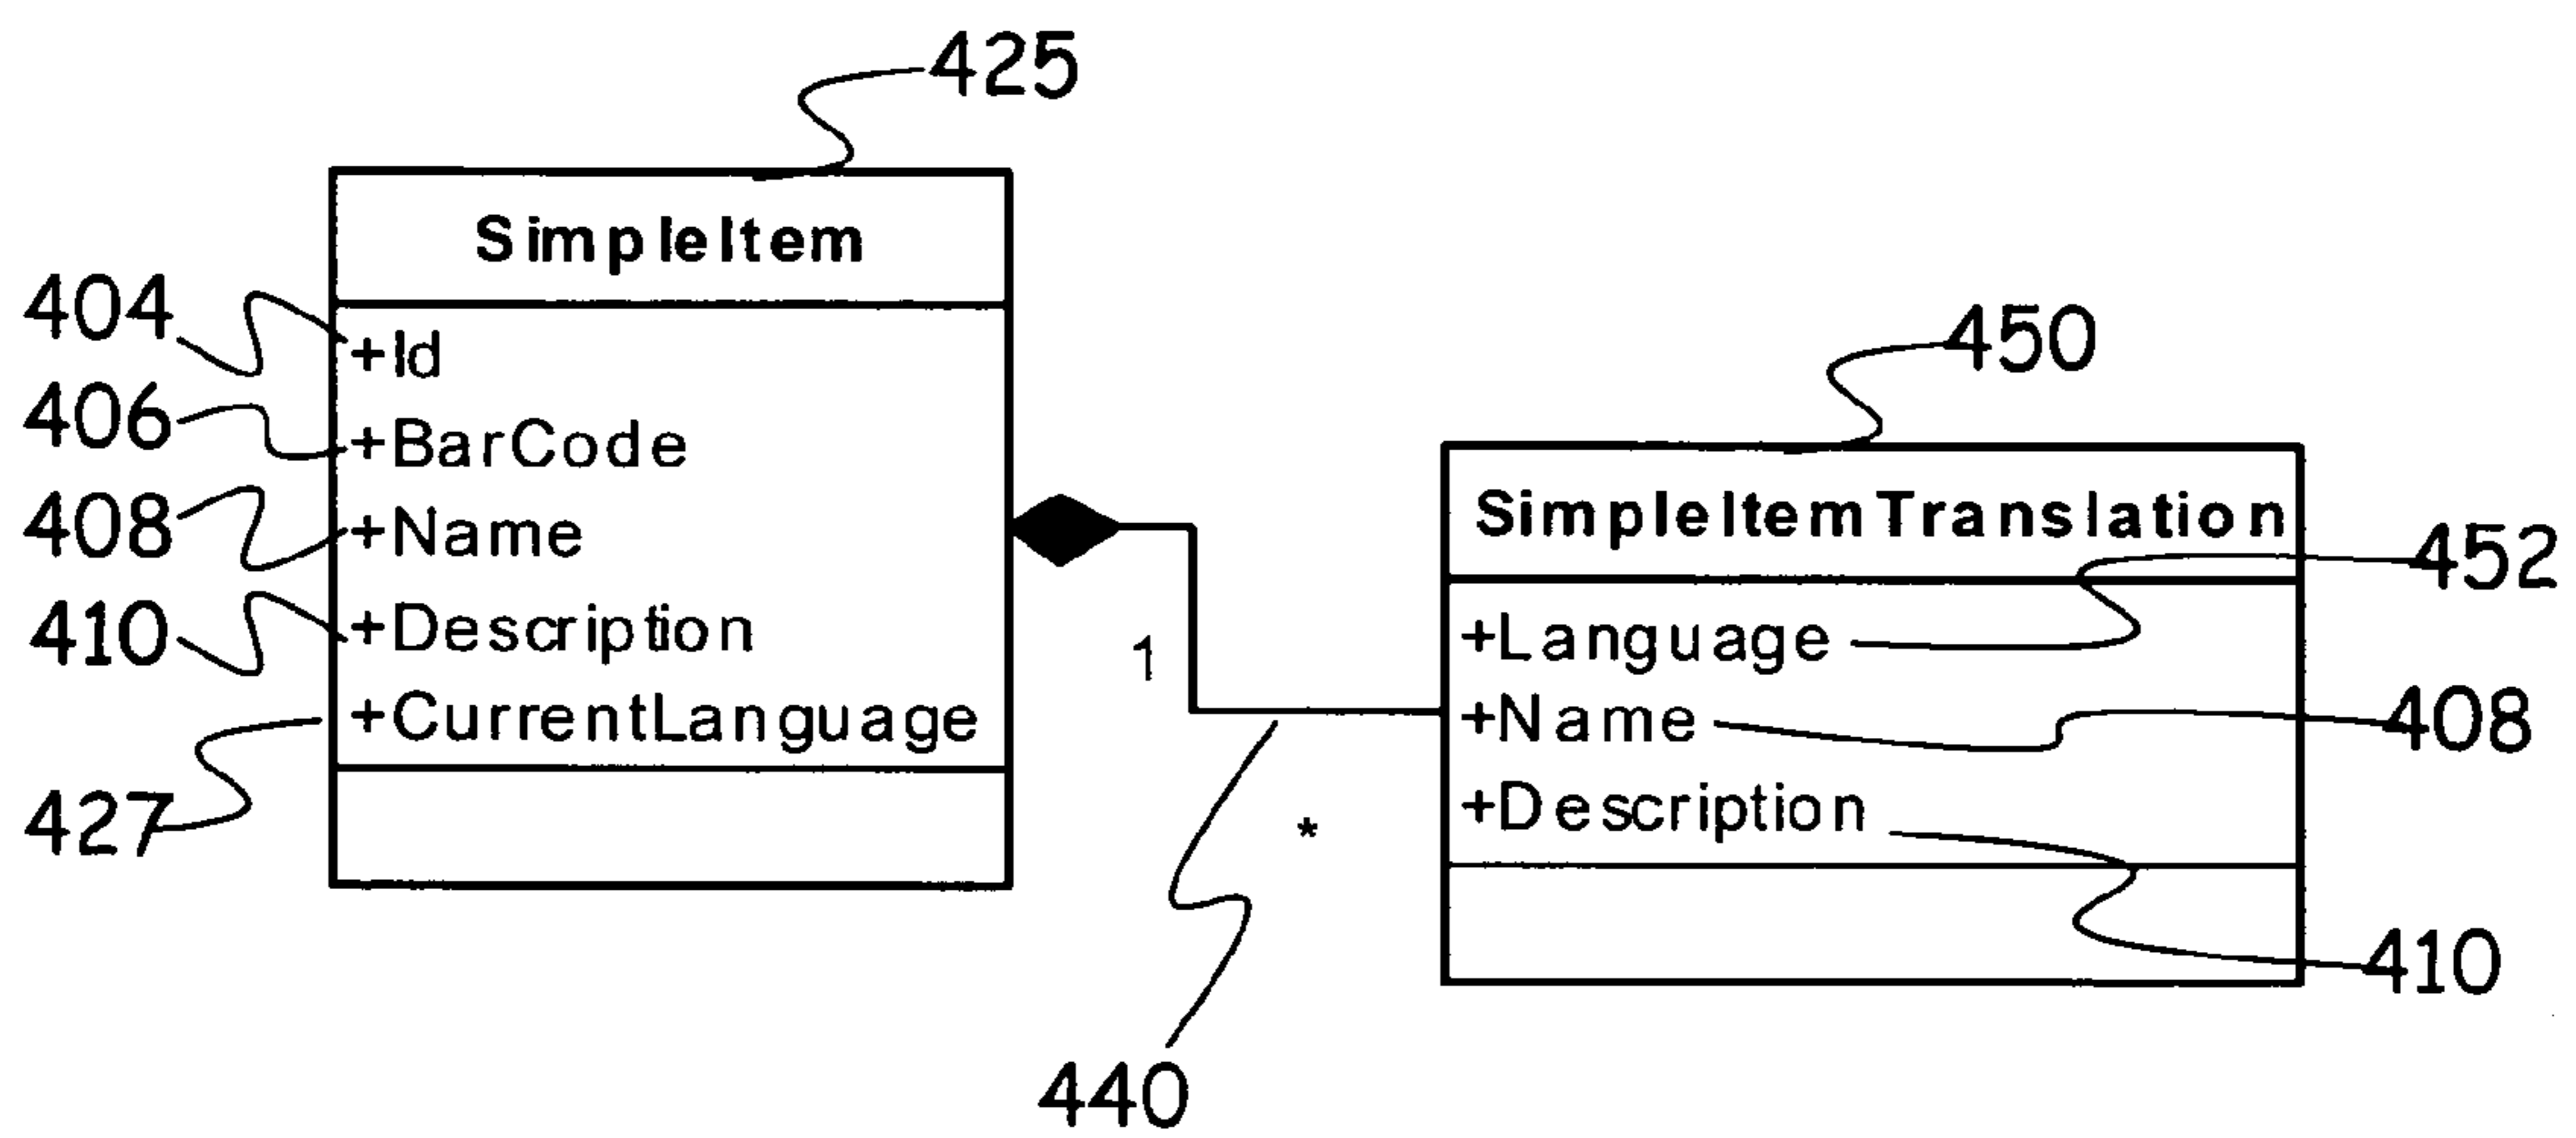 425
SimpleItem
404
+Id
406
+BarCode
408
+Name
410
+Description
427
+CurrentLanguage
1
*
440
450
SimpleItemTranslation
452
+Language
+Name
408
+Description
410